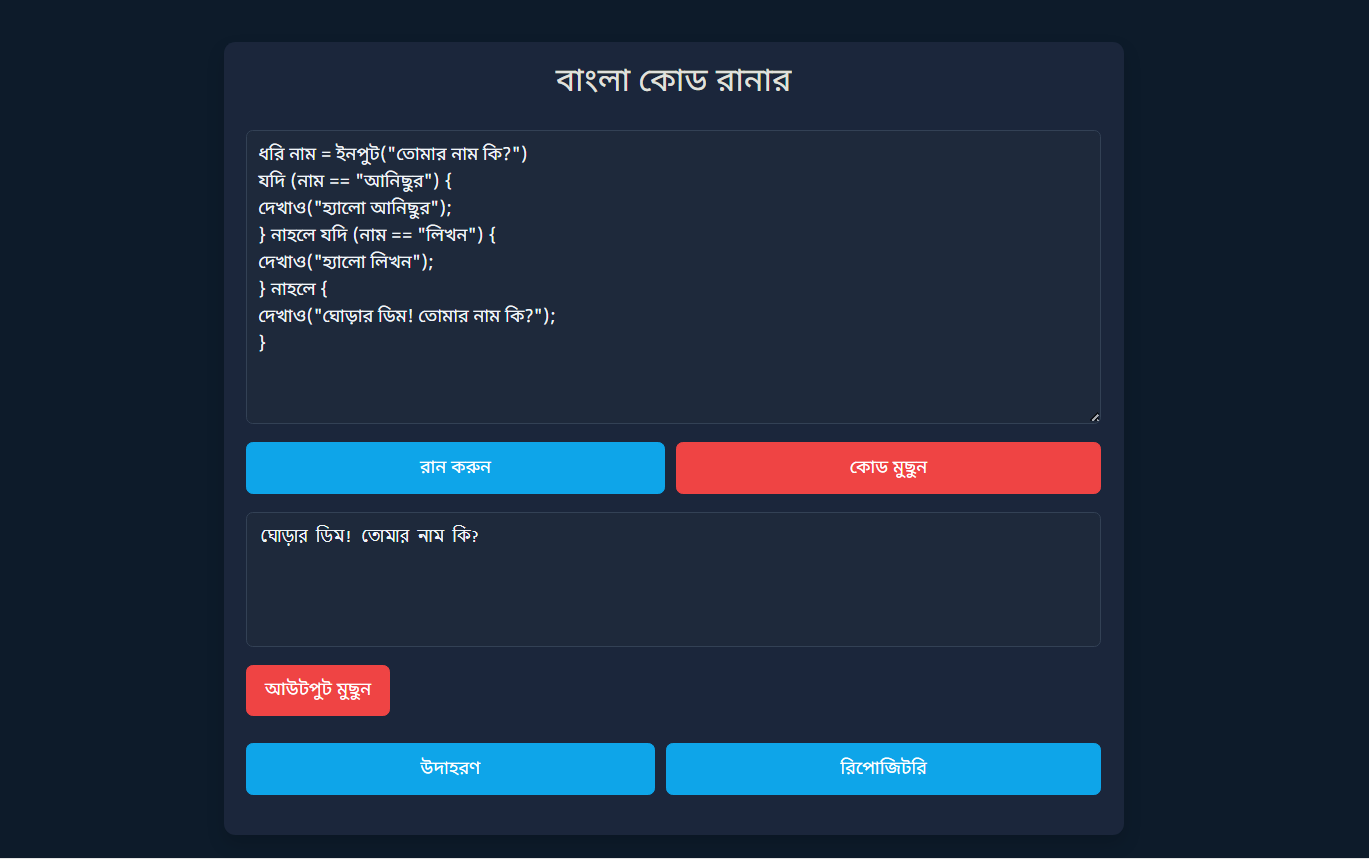 বাংলা কোড রানার
ধরি নাম = ইনপুট("তোমার নাম কি?")
যদি (নাম == "আনিছুর") {
দেখাও("হ্যালো আনিছুর");
} নাহলে যদি (নাম == "লিখন") {
দেখাও("হ্যালো লিখন");
} নাহলে {
দেখাও("ঘোড়ার ডিম! তোমার নাম কি?");
}
রান করুন
কোড মুছুন
ঘোড়ার ডিম! তোমার নাম কি?
আউটপুট মুছুন
উদাহরণ
রিপোজিটরি